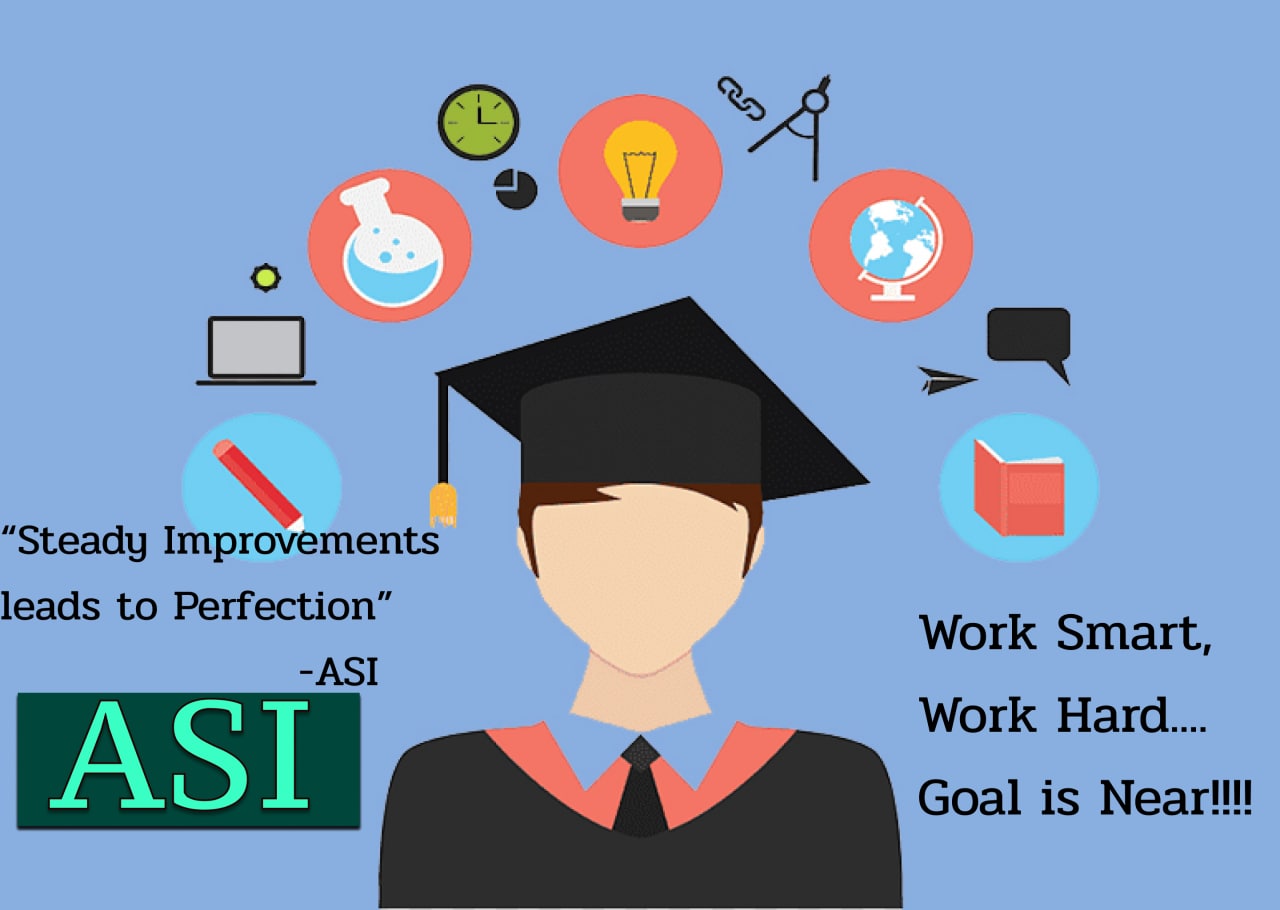 “Steady Improvements
leads to Perfection”
-ASI
ASI
Work Smart,
Work Hard....
Goal is Near!!!!